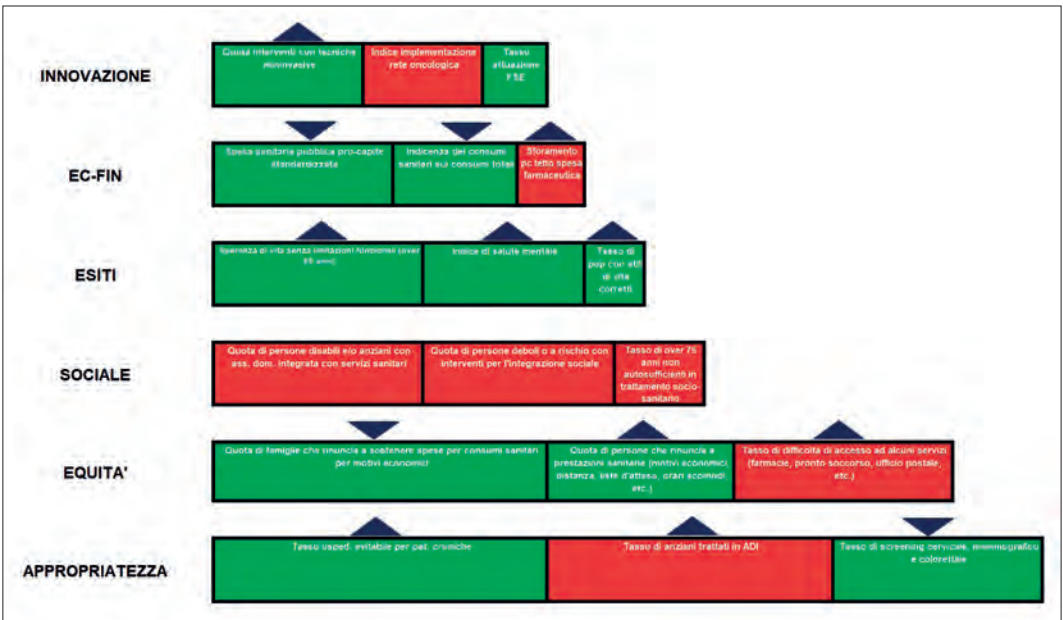 INNOVAZIONE
Quota interventi con tecniche
mininvasive
Indice implementazione
rete oncologica
Tasso
attuazione
FSE
EC-FIN
Spesa sanitaria pubblica pro-capite
standardizzata
Indicenza dei consumi
sanitari sui consumi totali
Sforamento
pc tetto spesa
farmaceutica
ESITI
Speranza di vita senza limitazioni funzionali (over
anni)
Indice di salute mentale
Tasso di
pop con stili
di vita
corretti
SOCIALE
Quota di persone disabili e/o anziani con
ass. dom. integrata con servizi sanitari
Quota di persone deboli o a rischio con
interventi per l'integrazione sociale
Tasso di over 75
anni non
autosufficienti in
trattamento socio-
sanitario
EQUITA'
Quota di famiglie che rinuncia a sostenere spese per consumi sanitari
per motivi economici
Quota di persone che rinuncia a
prestazioni sanitarie (motivi economici,
distanza, liste d'attesa, orari scomodi,
etc.)
Tasso di difficoltà di accesso ad alcuni servizi
(farmacie, pronto soccorso, ufficio postale,
etc.)
APPROPRIATEZZA
Tasso osped. evitabile per pat. croniche
Tasso di anziani trattati in ADI
Tasso di screening cervicale, mammografico
e colorettale